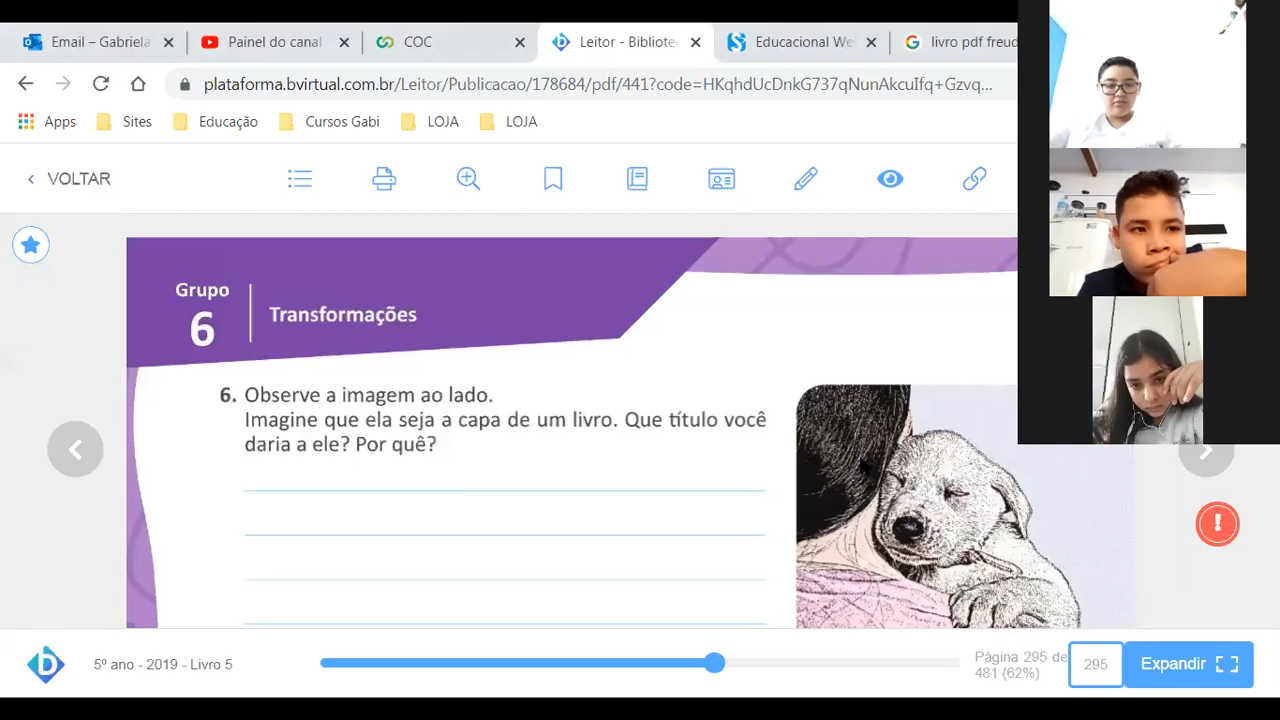 Email – Gabriela
Painel do canal
COC
Leitor - Bibliote
Educacional We
livro pdf freud
plataforma.bvirtual.com.br/Leitor/Publicacao/178684/pdf/441?code=HKqhdUcDnkG737qNunAkcuIfq+Gzvq...
Apps Sites Educação Cursos Gabi LOJA LOJA
VOLTAR
Grupo
6
Transformações
6. Observe a imagem ao lado.
Imagine que ela seja a capa de um livro. Que título você
daria a ele? Por quê?
5º ano - 2019 - Livro 5
Página 295 de
481 (62%)
295
Expandir